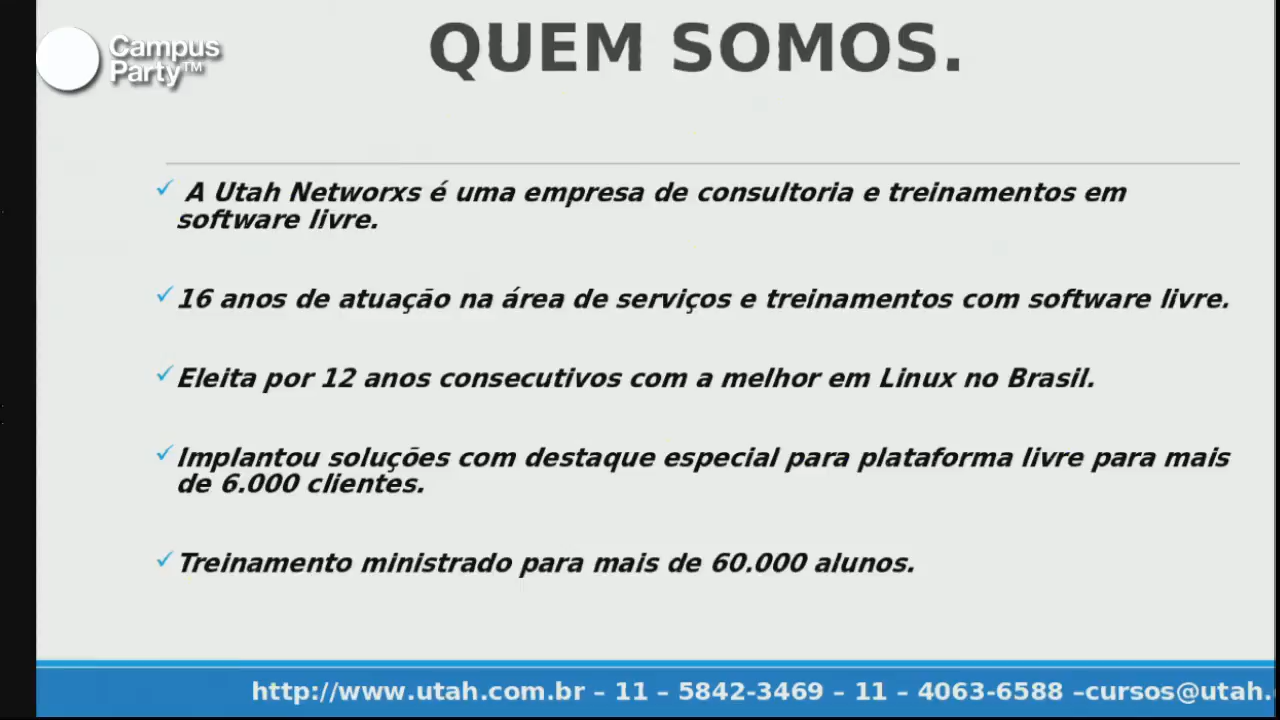 Campus
Party™
QUEM SOMOS.
✓ A Utah Networxs é uma empresa de consultoria e treinamentos em
software livre.
✓ 16 anos de atuação na área de serviços e treinamentos com software livre.
✓ Eleita por 12 anos consecutivos com a melhor em Linux no Brasil.
✓ Implantou soluções com destaque especial para plataforma livre para mais
de 6.000 clientes.
✓ Treinamento ministrado para mais de 60.000 alunos.
http://www.utah.com.br – 11 – 5842-3469 – 11 – 4063-6588 –cursos@utah.